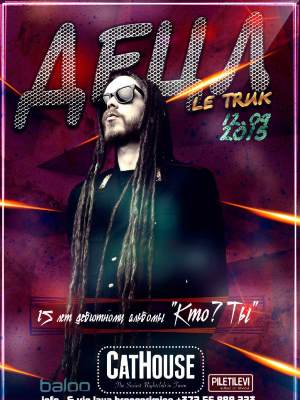 ДЕЦЛ
LE TRUK
12.09
2015
15 лет дебютному альбому "Кто? Ты"
CATHOUSE
The Sexiest Nightclub in Town
baloo
PILETILEVI